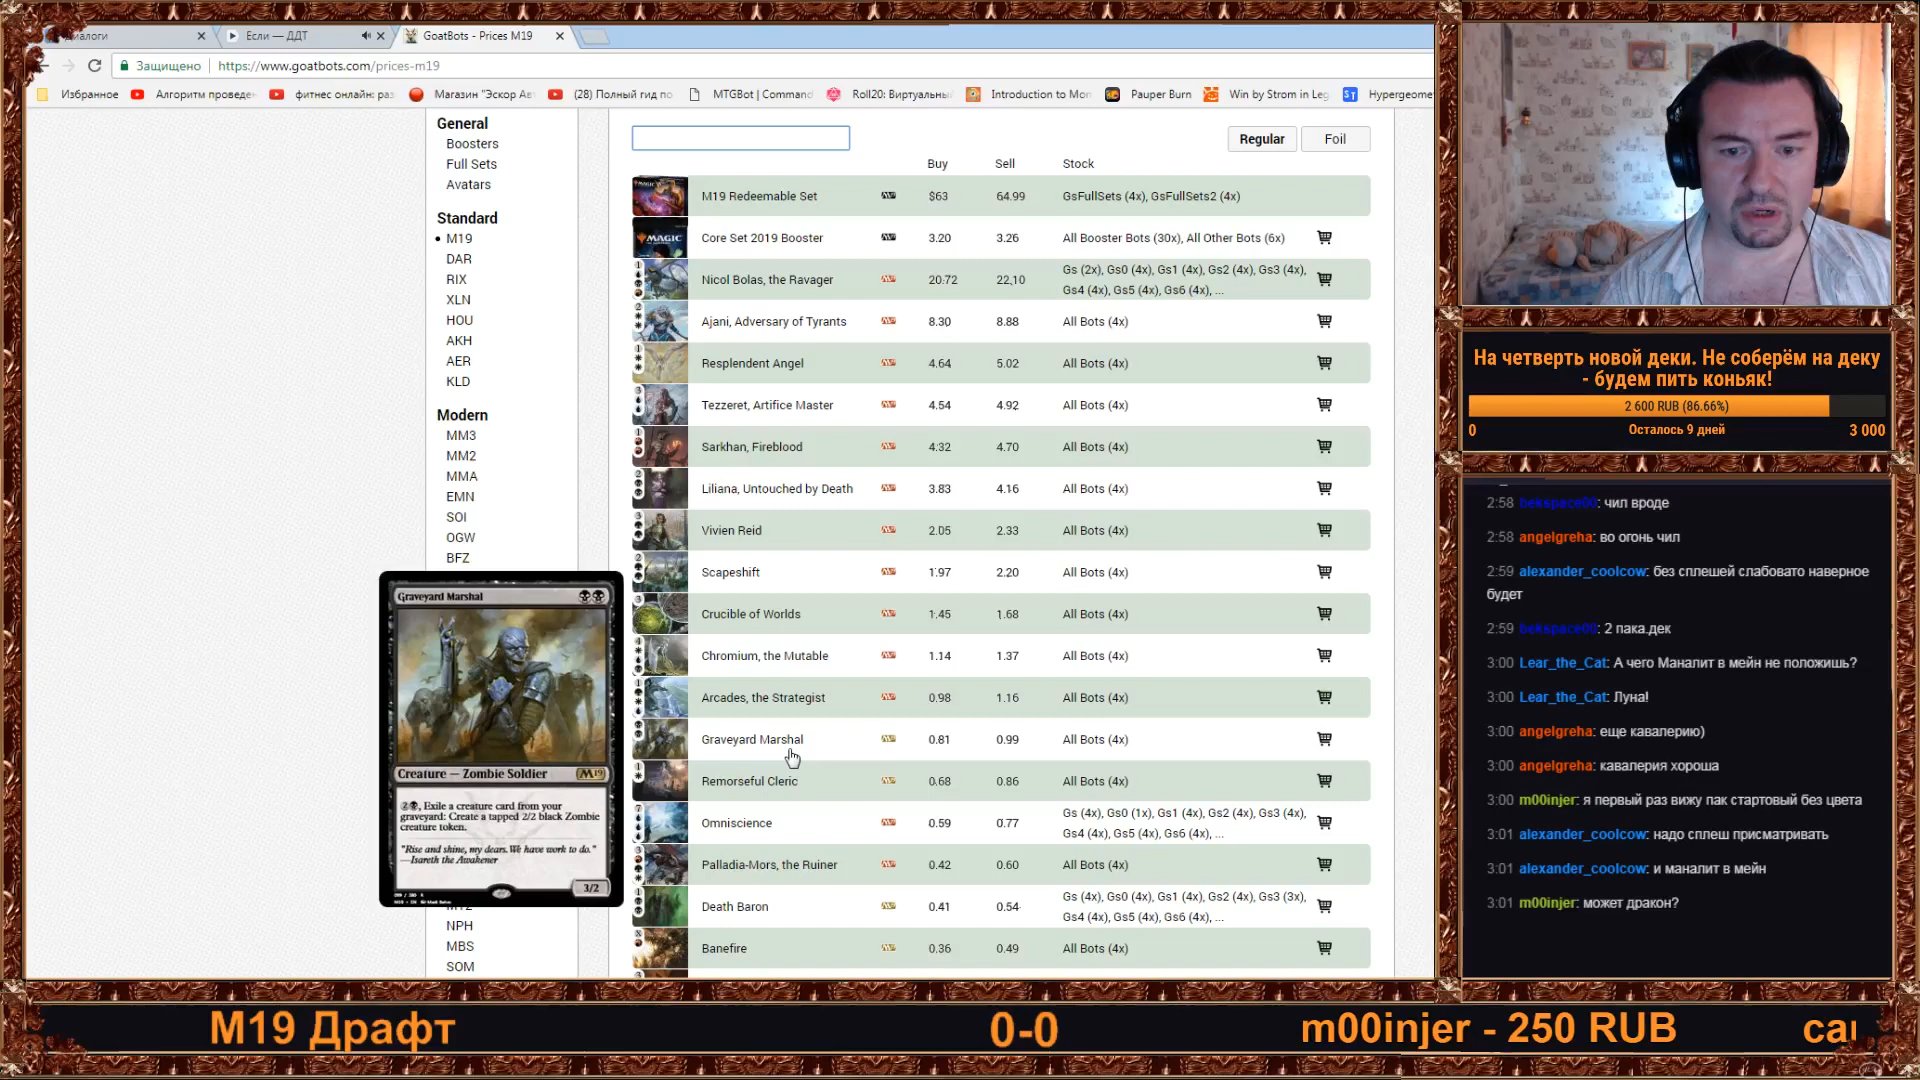 диалоги
Если — ДДТ
GoatBots - Prices M19
Защищено
https://www.goatbots.com/prices-m19
Избранное
Алгоритм проведе
фитнес онлайн: раз
Магазин "Эскор Ав
(28) Полный гид по
MTGBot | Command
Roll20: Виртуальны
Introduction to Mon
Pauper Burn
Win by Strom in Leg
Hypergeome
General
Boosters
Full Sets
Avatars
Standard
M19
DAR
RIX
XLN
HOU
AKH
AER
KLD
Modern
MM3
MM2
MMA
EMN
SOI
OGW
BFZ
NPH
MBS
SOM
Graveyard Marshal
Creature — Zombie Soldier
M19
2, Exile a creature card from your
graveyard: Create a tapped 2/2 black Zombie
creature token.
"Rise and shine, my dears. We have work to do."
—Isareth the Awakener
3/2
Regular
Foil
Buy Sell Stock
M19 Redeemable Set $63 64.99 GsFullSets (4x), GsFullSets2 (4x)
Core Set 2019 Booster 3.20 3.26 All Booster Bots (30x), All Other Bots (6x)
Nicol Bolas, the Ravager 20.72 22.10 Gs (2x), Gs0 (4x), Gs1 (4x), Gs2 (4x), Gs3 (4x),
Gs4 (4x), Gs5 (4x), Gs6 (4x), ...
Ajani, Adversary of Tyrants 8.30 8.88 All Bots (4x)
Resplendent Angel 4.64 5.02 All Bots (4x)
Tezzeret, Artifice Master 4.54 4.92 All Bots (4x)
Sarkhan, Fireblood 4.32 4.70 All Bots (4x)
Liliana, Untouched by Death 3.83 4.16 All Bots (4x)
Vivien Reid 2.05 2.33 All Bots (4x)
Scapeshift 1.97 2.20 All Bots (4x)
Crucible of Worlds 1.45 1.68 All Bots (4x)
Chromium, the Mutable 1.14 1.37 All Bots (4x)
Arcades, the Strategist 0.98 1.16 All Bots (4x)
Graveyard Marshal 0.81 0.99 All Bots (4x)
Remorseful Cleric 0.68 0.86 All Bots (4x)
Omniscience 0.59 0.77 Gs (4x), Gs0 (1x), Gs1 (4x), Gs2 (4x), Gs3 (4x),
Gs4 (4x), Gs5 (4x), Gs6 (4x), ...
Palladia-Mors, the Ruiner 0.42 0.60 All Bots (4x)
Death Baron 0.41 0.54 Gs (4x), Gs0 (4x), Gs1 (4x), Gs2 (4x), Gs3 (3x),
Gs4 (4x), Gs5 (4x), Gs6 (4x), ...
Banefire 0.36 0.49 All Bots (4x)
На четверть новой деки. Не соберём на деку
- будем пить коньяк!
2 600 RUB (86.66%)
0 Осталось 9 дней 3 000
2:58 bekspace00: чил вроде
2:58 angelgreha: во огонь чил
2:59 alexander_coolcow: без сплешей слабовато наверное
будет
2:59 bekspace00: 2 пака.дек
3:00 Lear_the_Cat: А чего Маналит в мейн не положишь?
3:00 Lear_the_Cat: Луна!
3:00 angelgreha: еще кавалерию)
3:00 angelgreha: кавалерия хороша
3:00 m00injer: я первый раз вижу пак стартовый без цвета
3:01 alexander_coolcow: надо сплеш присматривать
3:01 alexander_coolcow: и маналит в мейн
3:01 m00injer: может дракон?
М19 Драфт
0-0
m00injer - 250 RUB